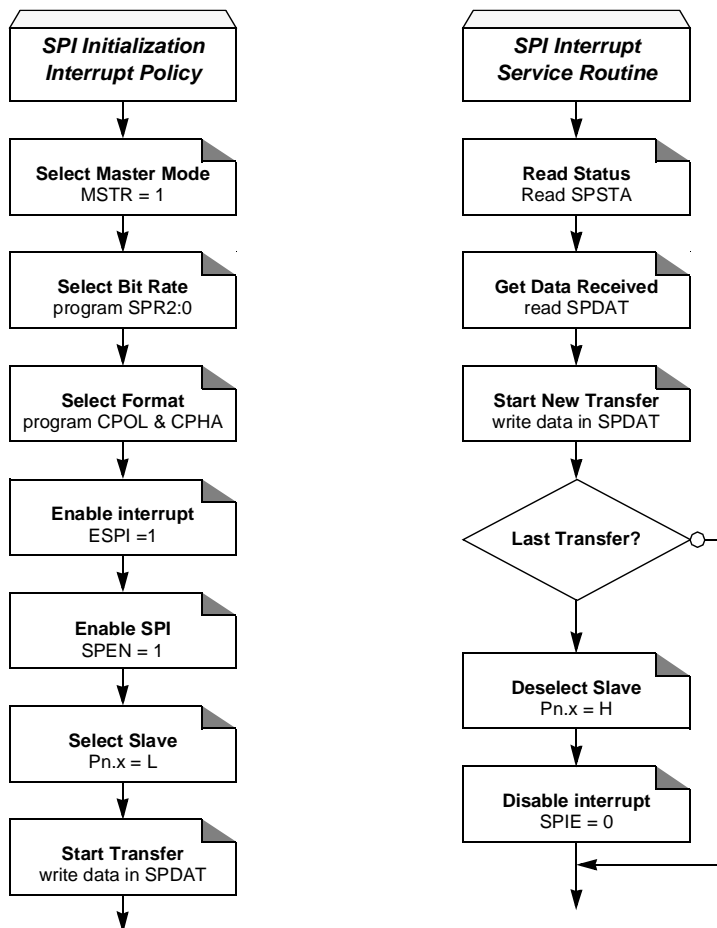 SPI Initialization
Interrupt Policy
Select Master Mode
MSTR = 1
Select Bit Rate
program SPR2:0
Select Format
program CPOL & CPHA
Enable interrupt
ESPI =1
Enable SPI
SPEN = 1
Select Slave
Pn.x = L
Start Transfer
write data in SPDAT
SPI Interrupt
Service Routine
Read Status
Read SPSTA
Get Data Received
read SPDAT
Start New Transfer
write data in SPDAT
Last Transfer?
Deselect Slave
Pn.x = H
Disable interrupt
SPIE = 0